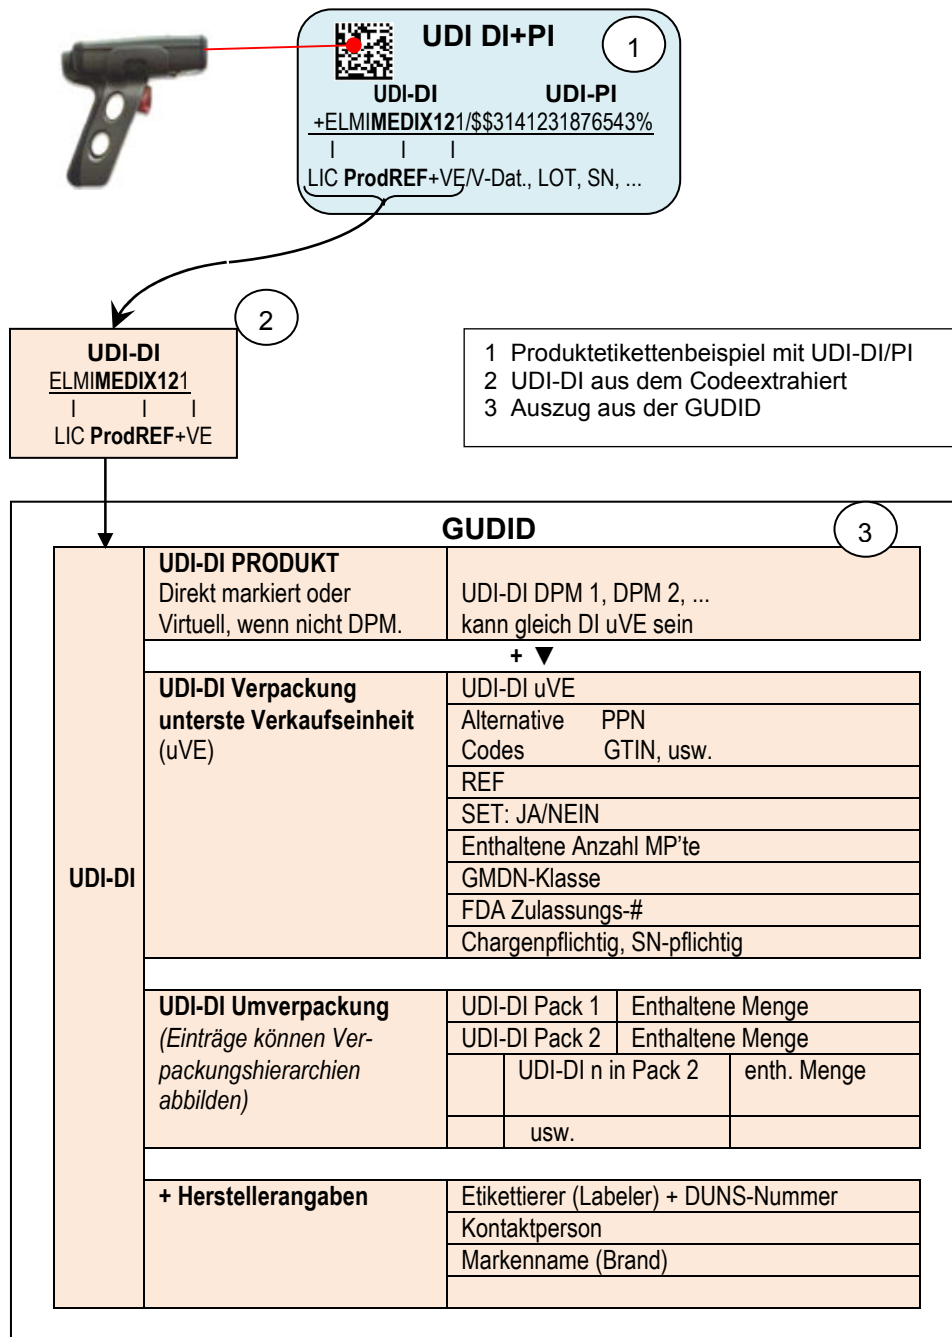 UDI DI+PI
1
UDI-DI UDI-PI
+ELMIMEDIX121/$$3141231876543%
I I I
LIC ProdREF+VE/V-Dat., LOT, SN, ...
2
UDI-DI
ELMIMEDIX121
I I I
LIC ProdREF+VE
1 Produktetikettenbeispiel mit UDI-DI/PI
2 UDI-DI aus dem Codeextrahiert
3 Auszug aus der GUDID
GUDID
3
UDI-DI
UDI-DI PRODUKT
Direkt markiert oder
Virtuell, wenn nicht DPM.
UDI-DI DPM 1, DPM 2, ...
kann gleich DI uVE sein
+ ▼
UDI-DI Verpackung
unterste Verkaufseinheit
(uVE)
UDI-DI uVE
Alternative PPN
Codes GTIN, usw.
REF
SET: JA/NEIN
Enthaltene Anzahl MP'te
GMDN-Klasse
FDA Zulassungs-#
Chargenpflichtig, SN-pflichtig
UDI-DI Umverpackung
(Einträge können Ver-
packungshierarchien
abbilden)
UDI-DI Pack 1 Enthaltene Menge
UDI-DI Pack 2 Enthaltene Menge
UDI-DI n in Pack 2 enth. Menge
usw.
+ Herstellerangaben
Etikettierer (Labeler) + DUNS-Nummer
Kontaktperson
Markenname (Brand)